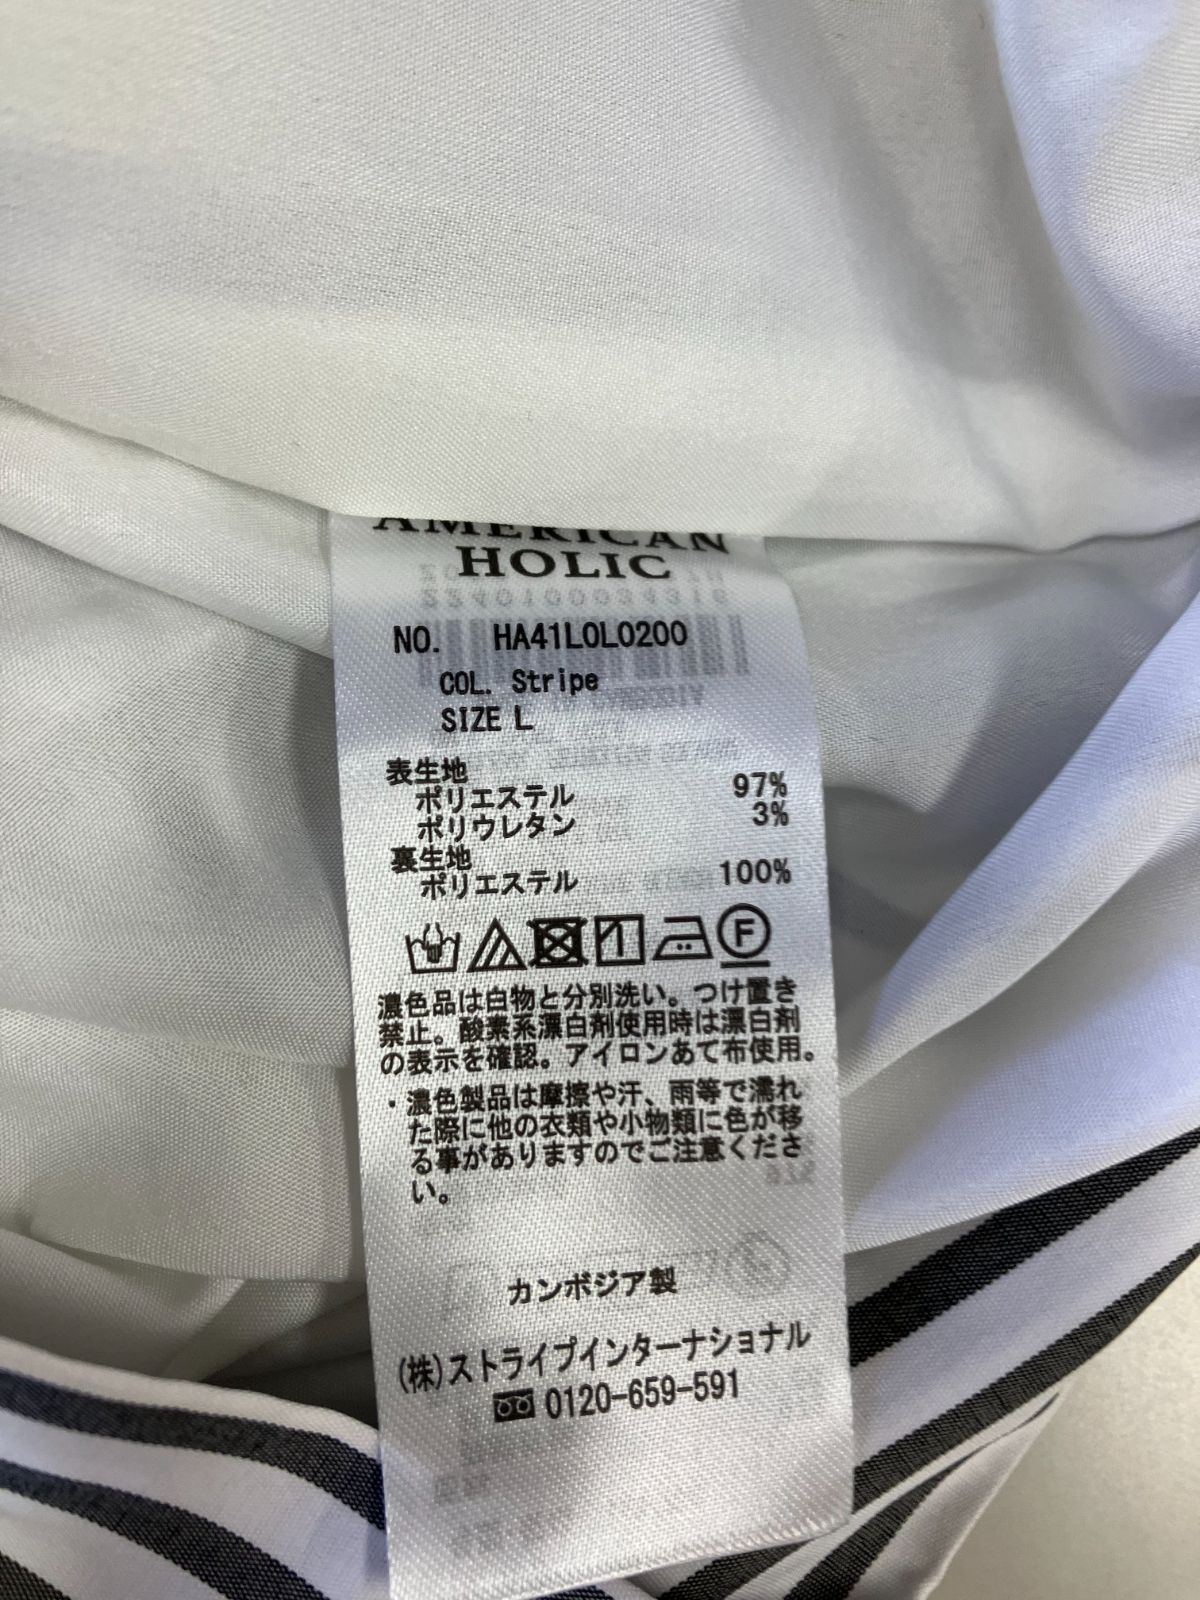 AMERICAN
HOLIC
NO. HA41L0L0200
COL. Stripe
SIZE L
表生地
ポリエステル 97%
ポリウレタン 3%
裏生地
ポリエステル 100%
F
濃色品は白物と分別洗い。つけ置き
禁止。酸素系漂白剤使用時は漂白剤
の表示を確認。アイロンあて布使用。
・濃色製品は摩擦や汗、雨等で濡れ
た際に他の衣類や小物類に色が移
る事がありますのでご注意くださ
い。
カンボジア製
(株)ストライプインターナショナル
0120-659-591